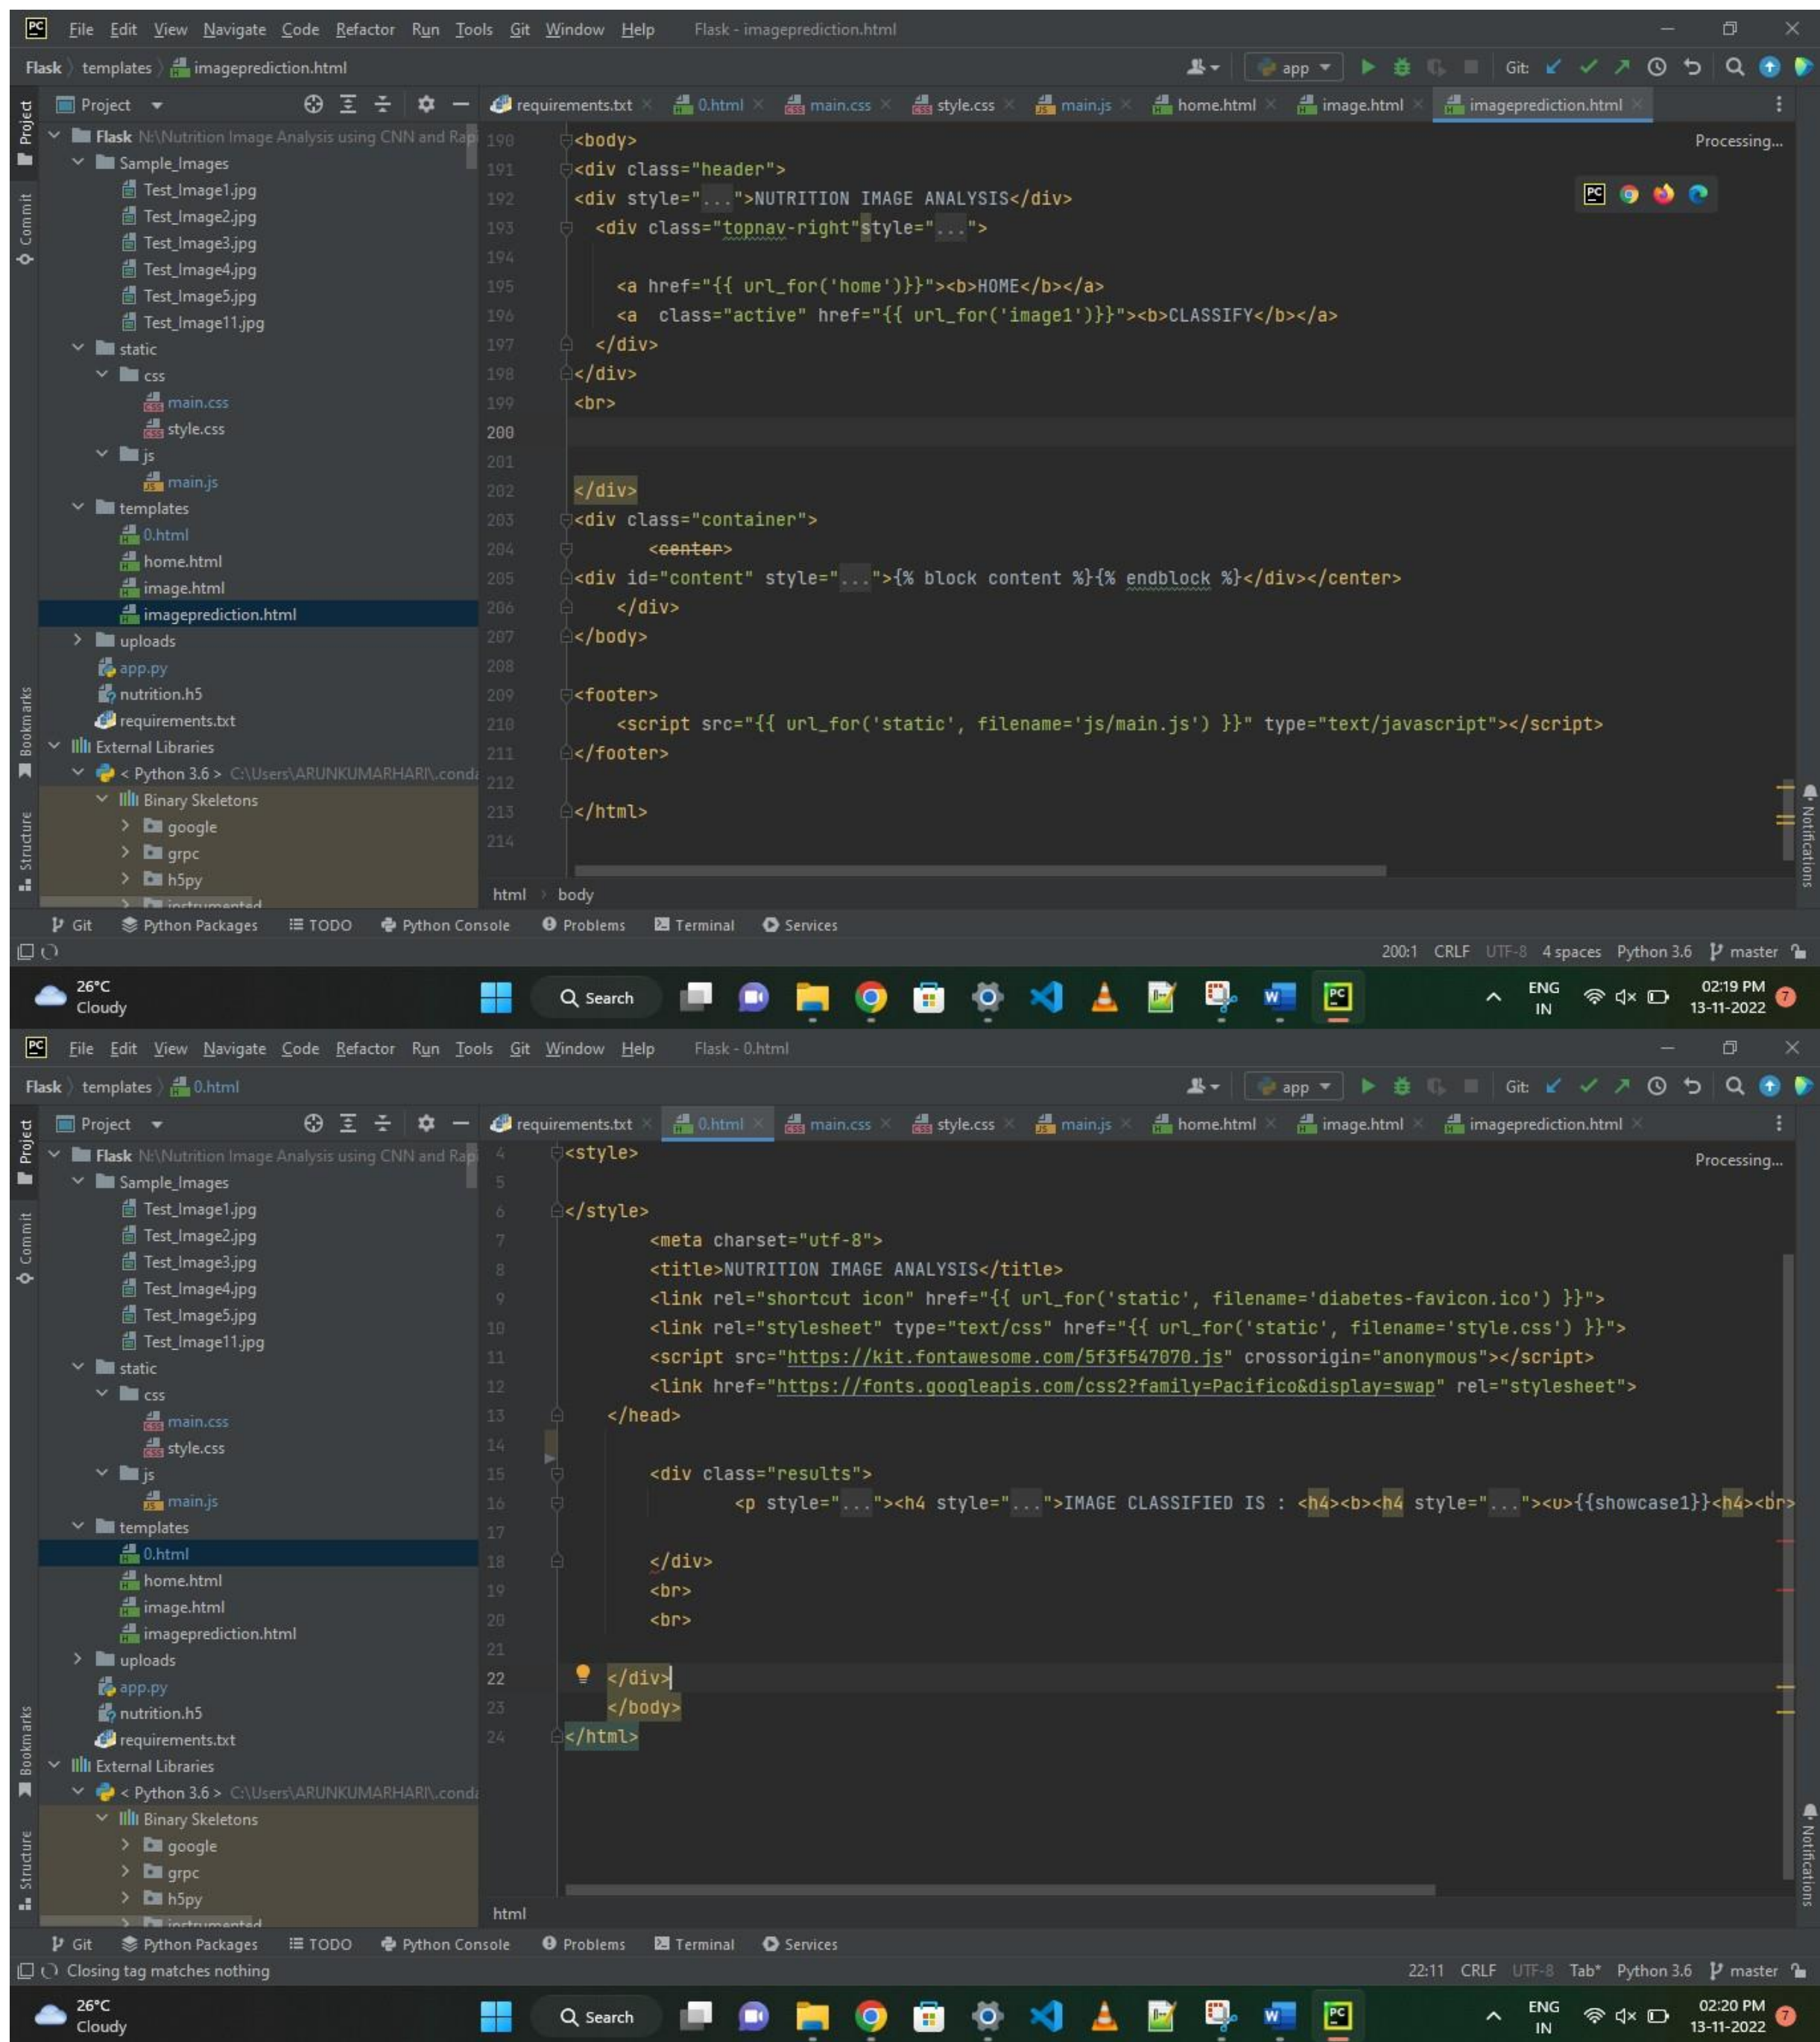 PC File Edit View Navigate Code Refactor Run Tools Git Window Help Flask - imageprediction.html
Flask templates imageprediction.html app Git:
Project requirements.txt 0.html main.css style.css main.js home.html image.html imageprediction.html
Flask N:\Nutrition Image Analysis using CNN and Rap
Sample_Images
Test_Image1.jpg
Test_Image2.jpg
Test_Image3.jpg
Test_Image4.jpg
Test_Image5.jpg
Test_Image11.jpg
static
css
main.css
style.css
js
main.js
templates
0.html
home.html
image.html
imageprediction.html
uploads
app.py
nutrition.h5
requirements.txt
External Libraries
< Python 3.6 > C:\Users\ARUNKUMARHARI\.conda
Binary Skeletons
google
grpc
h5py
instrumented
Project
Commit
Bookmarks
Structure
Notifications
Processing...
190 <body>
191 <div class="header">
192 <div style="...">NUTRITION IMAGE ANALYSIS</div>
193 <div class="topnav-right"style="...">
194
195 <a href="{{ url_for('home')}}"><b>HOME</b></a>
196 <a  class="active" href="{{ url_for('image1')}}"><b>CLASSIFY</b></a>
197 </div>
198 </div>
199 <br>
200
201
202 </div>
203 <div class="container">
204 <center>
205 <div id="content" style="...">{% block content %}{% endblock %}</div></center>
206 </div>
207 </body>
208
209 <footer>
210 <script src="{{ url_for('static', filename='js/main.js') }}" type="text/javascript"></script>
211 </footer>
212
213 </html>
214
html body
Git Python Packages TODO Python Console Problems Terminal Services
200:1 CRLF UTF-8 4 spaces Python 3.6 master
26°C
Cloudy
Search
ENG
IN
02:19 PM
13-11-2022
7
PC File Edit View Navigate Code Refactor Run Tools Git Window Help Flask - 0.html
Flask templates 0.html app Git:
Project requirements.txt 0.html main.css style.css main.js home.html image.html imageprediction.html
Flask N:\Nutrition Image Analysis using CNN and Rap
Sample_Images
Test_Image1.jpg
Test_Image2.jpg
Test_Image3.jpg
Test_Image4.jpg
Test_Image5.jpg
Test_Image11.jpg
static
css
main.css
style.css
js
main.js
templates
0.html
home.html
image.html
imageprediction.html
uploads
app.py
nutrition.h5
requirements.txt
External Libraries
< Python 3.6 > C:\Users\ARUNKUMARHARI\.conda
Binary Skeletons
google
grpc
h5py
instrumented
Project
Commit
Bookmarks
Structure
Notifications
Processing...
4 <style>
5
6 </style>
7 <meta charset="utf-8">
8 <title>NUTRITION IMAGE ANALYSIS</title>
9 <link rel="shortcut icon" href="{{ url_for('static', filename='diabetes-favicon.ico') }}">
10 <link rel="stylesheet" type="text/css" href="{{ url_for('static', filename='style.css') }}">
11 <script src="https://kit.fontawesome.com/5f3f547070.js" crossorigin="anonymous"></script>
12 <link href="https://fonts.googleapis.com/css2?family=Pacifico&display=swap" rel="stylesheet">
13 </head>
14
15 <div class="results">
16 <p style="..."><h4 style="...">IMAGE CLASSIFIED IS : <h4><b><h4 style="..."><u>{{showcase1}}<h4><br>
17
18 </div>
19 <br>
20 <br>
21
22 </div>
23 </body>
24 </html>
html
Git Python Packages TODO Python Console Problems Terminal Services
Closing tag matches nothing 22:11 CRLF UTF-8 Tab* Python 3.6 master
26°C
Cloudy
Search
ENG
IN
02:20 PM
13-11-2022
7